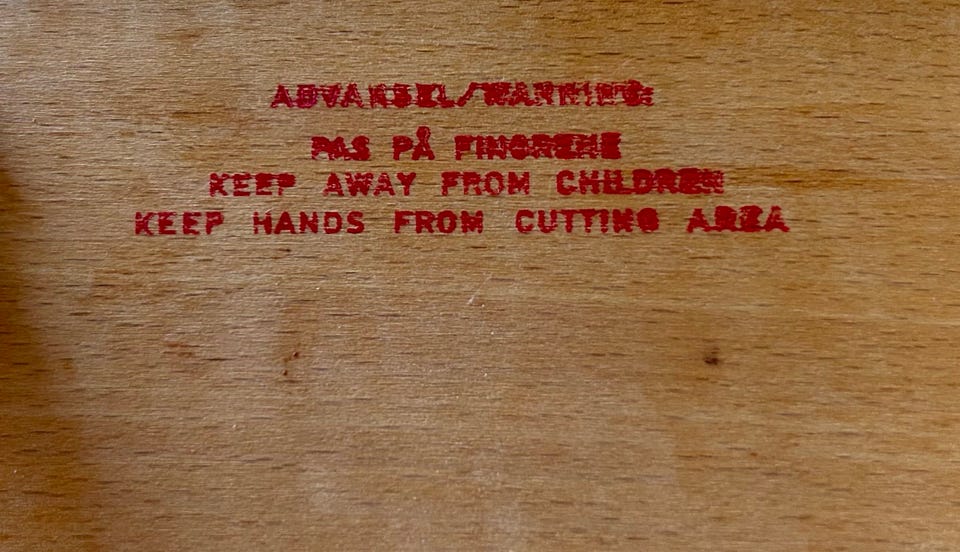 ADVARSEL/WARNING:
PAS PÅ FINGRENE
KEEP AWAY FROM CHILDREN
KEEP HANDS FROM CUTTING AREA